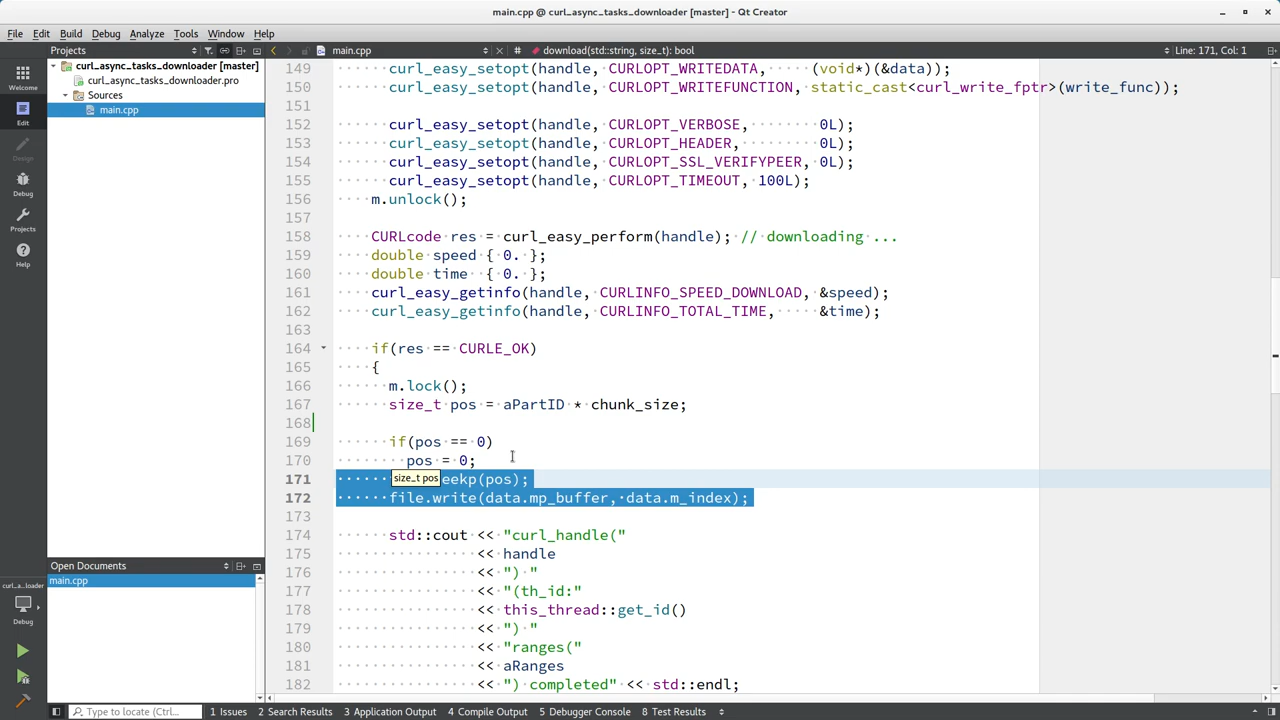 main.cpp @ curl_async_tasks_downloader [master] - Qt Creator
File Edit Build Debug Analyze Tools Window Help
Projects
main.cpp
# download(std::string, size_t): bool
Line: 171, Col: 1
Welcome
Edit
Design
Debug
Projects
Help
curl_async_tasks_downloader [master]
curl_async_tasks_downloader.pro
Sources
main.cpp
149 curl_easy_setopt(handle, CURLOPT_WRITEDATA, (void*)(&data));
150 curl_easy_setopt(handle, CURLOPT_WRITEFUNCTION, static_cast<curl_write_fptr>(write_func));
151
152 curl_easy_setopt(handle, CURLOPT_VERBOSE, 0L);
153 curl_easy_setopt(handle, CURLOPT_HEADER, 0L);
154 curl_easy_setopt(handle, CURLOPT_SSL_VERIFYPEER, 0L);
155 curl_easy_setopt(handle, CURLOPT_TIMEOUT, 100L);
156 m.unlock();
157
158 CURLcode res = curl_easy_perform(handle); // downloading ...
159 double speed { 0. };
160 double time { 0. };
161 curl_easy_getinfo(handle, CURLINFO_SPEED_DOWNLOAD, &speed);
162 curl_easy_getinfo(handle, CURLINFO_TOTAL_TIME, &time);
163
164 if(res == CURLE_OK)
165 {
166 m.lock();
167 size_t pos = aPartID * chunk_size;
168
169 if(pos == 0)
170 pos = 0;
171 size_t pos eekp(pos);
172 file.write(data.mp_buffer, data.m_index);
173
174 std::cout << "curl_handle("
175 << handle
176 << ") "
177 << "(th_id:"
178 << this_thread::get_id()
179 << ") "
180 << "ranges("
181 << aRanges
182 << ") completed" << std::endl;
Open Documents
main.cpp
curl_a...loader
Debug
Type to locate (Ctrl...
1 Issues 2 Search Results 3 Application Output 4 Compile Output 5 Debugger Console 8 Test Results